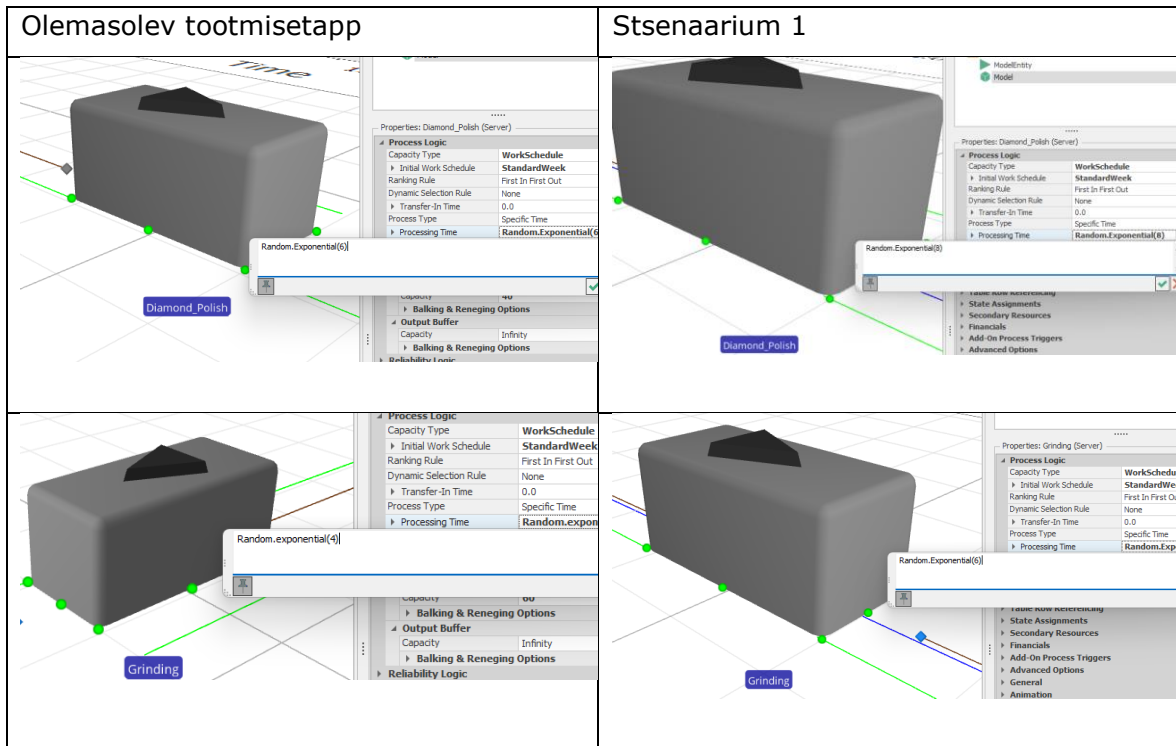 Olemasolev tootmisetapp
Stsenaarium 1
Time
Properties: Diamond_Polish (Server)
Process Logic
Capacity Type WorkSchedule
Initial Work Schedule StandardWeek
Ranking Rule First In First Out
Dynamic Selection Rule None
Transfer-In Time 0.0
Process Type Specific Time
Processing Time Random.Exponential(6
Random.Exponential(6)
Capacity 40
Balking & Reneging Options
Output Buffer
Capacity Infinity
Balking & Reneging Options
Reliability Logic
Diamond_Polish
ModelEntity
Model
Properties: Diamond_Polish (Server)
Process Logic
Capacity Type WorkSchedule
Initial Work Schedule StandardWeek
Ranking Rule First In First Out
Dynamic Selection Rule None
Transfer-In Time 0.0
Process Type Specific Time
Processing Time Random.Exponential(8)
Random.Exponential(8)
Table Row Referencing
State Assignments
Secondary Resources
Financials
Add-On Process Triggers
Advanced Options
Diamond_Polish
Process Logic
Capacity Type WorkSchedule
Initial Work Schedule StandardWeek
Ranking Rule First In First Out
Dynamic Selection Rule None
Transfer-In Time 0.0
Process Type Specific Time
Processing Time Random.expon
Random.exponential(4)
Capacity 60
Balking & Reneging Options
Output Buffer
Capacity Infinity
Balking & Reneging Options
Reliability Logic
Grinding
Properties: Grinding (Server)
Process Logic
Capacity Type WorkSchedu
Initial Work Schedule StandardWe
Ranking Rule First In First Ou
Dynamic Selection Rule None
Transfer-In Time 0.0
Process Type Specific Time
Processing Time Random.Exp
Random.Exponential(6)
Table Row Referencing
State Assignments
Secondary Resources
Financials
Add-On Process Triggers
Advanced Options
General
Animation
Grinding